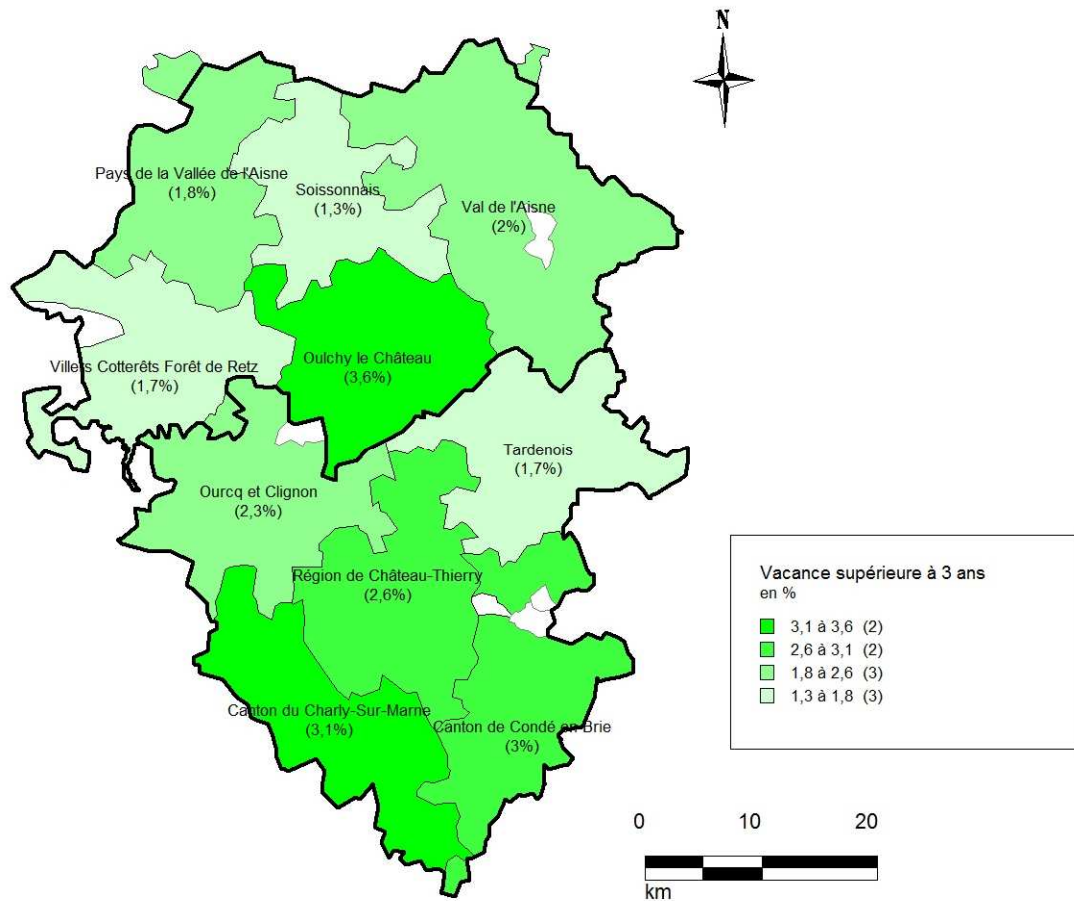 N
Pays de la Vallée de l'Aisne
(1,8%)
Soissonnais
(1,3%)
Val de l'Aisne
(2%)
Villers Cotterêts Forêt de Retz
(1,7%)
Oulchy le Château
(3,6%)
Tardenois
(1,7%)
Ourcq et Clignon
(2,3%)
Région de Château-Thierry
(2,6%)
Canton du Charly-Sur-Marne
(3,1%)
Canton de Condé en Brie
(3%)
Vacance supérieure à 3 ans
en %
3,1 à 3,6 (2)
2,6 à 3,1 (2)
1,8 à 2,6 (3)
1,3 à 1,8 (3)
0 10 20
km